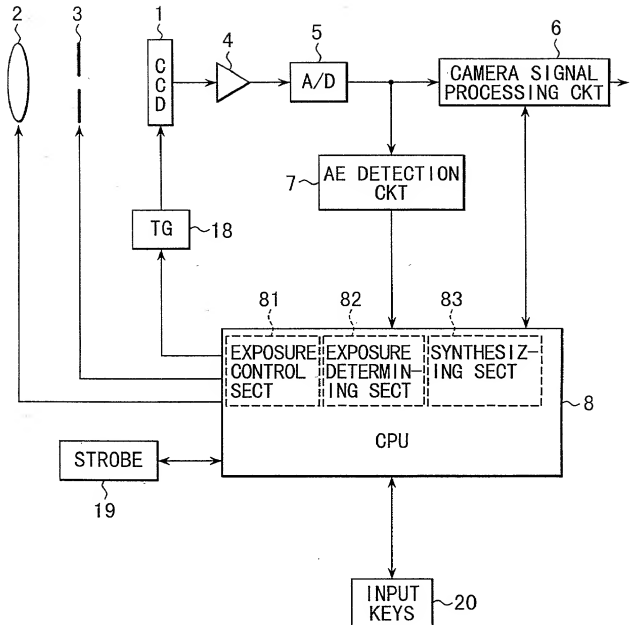 2
3
1
4
5
6
CCD
A/D
CAMERA SIGNAL
PROCESSING CKT
7
AE DETECTION
CKT
TG
18
81
82
83
EXPOSURE
CONTROL
SECT
EXPOSURE
DETERMIN-
ING SECT
SYNTHESIZ-
ING SECT
8
CPU
STROBE
19
INPUT
KEYS
20